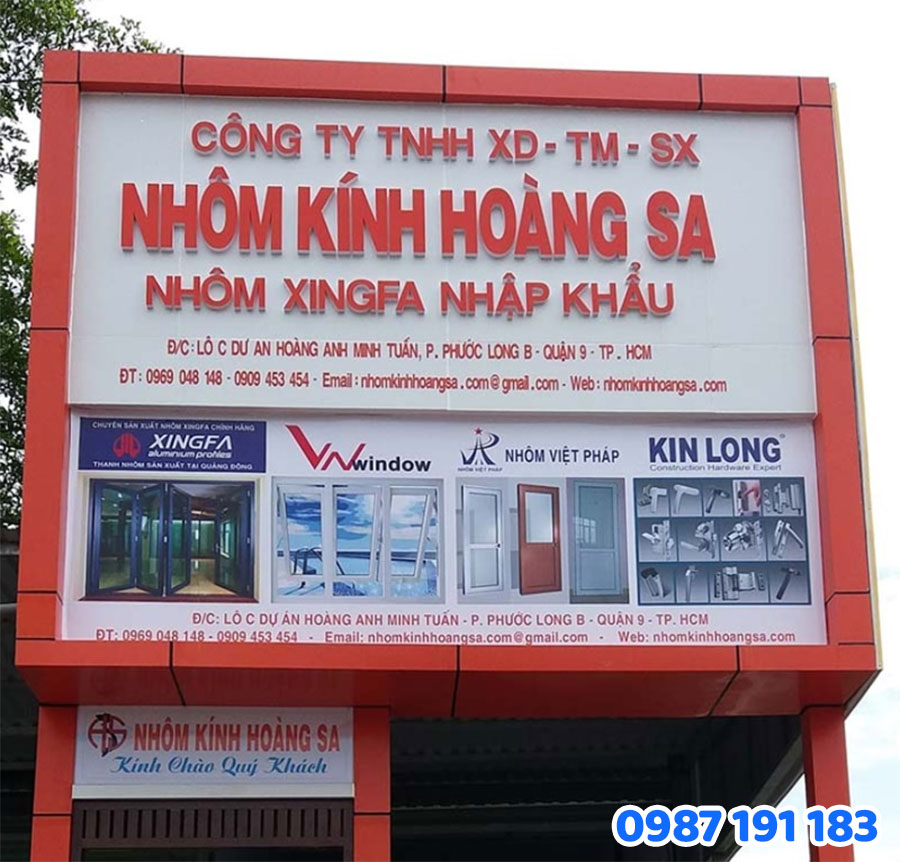 CÔNG TY TNHH XD - TM - SX
NHÔM KÍNH HOÀNG SA
NHÔM XINGFA NHẬP KHẨU
Đ/C: LÔ C DƯ AN HOÀNG ANH MINH TUẤN, P. PHƯỚC LONG B - QUẬN 9 - TP. HCM
ĐT: 0969 048 148 - 0909 453 454 - Email: nhomkinhhoangsa.com@gmail.com - Web: nhomkinhhoangsa.com
CHUYÊN SẢN XUẤT NHÔM XINGFA CHÍNH HÃNG
XINGFA
aluminium profiles
THANH NHÔM SẢN XUẤT TẠI QUẢNG ĐÔNG
VW window
NHÔM VIỆT PHÁP
NHÔM VIỆT PHÁP
KIN LONG®
Construction Hardware Expert
Đ/C: LÔ C DỰ ÁN HOÀNG ANH MINH TUẤN - P. PHƯỚC LONG B - QUẬN 9 - TP. HCM
ĐT: 0969 048 148 - 0909 453 454 - Email: nhomkinhhoangsa.com@gmail.com - Web: nhomkinhhoangsa.com
HS NHÔM KÍNH HOÀNG SA
Kính Chào Quý Khách
0987 191 183